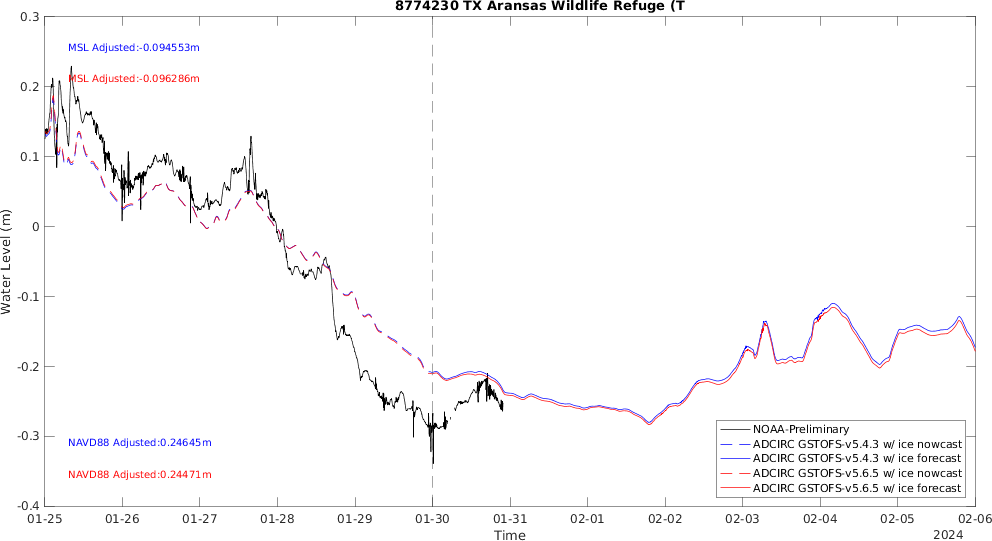 8774230 TX Aransas Wildlife Refuge (T
0.3
0.2
0.1
0
-0.1
-0.2
-0.3
-0.4
Water Level (m)
MSL Adjusted:-0.094553m
MSL Adjusted:-0.096286m
NAVD88 Adjusted:0.24645m
NAVD88 Adjusted:0.24471m
NOAA-Preliminary
ADCIRC GSTOFS-v5.4.3 w/ ice nowcast
ADCIRC GSTOFS-v5.4.3 w/ ice forecast
ADCIRC GSTOFS-v5.6.5 w/ ice nowcast
ADCIRC GSTOFS-v5.6.5 w/ ice forecast
01-25 01-26 01-27 01-28 01-29 01-30 01-31 02-01 02-02 02-03 02-04 02-05 02-06
Time
2024